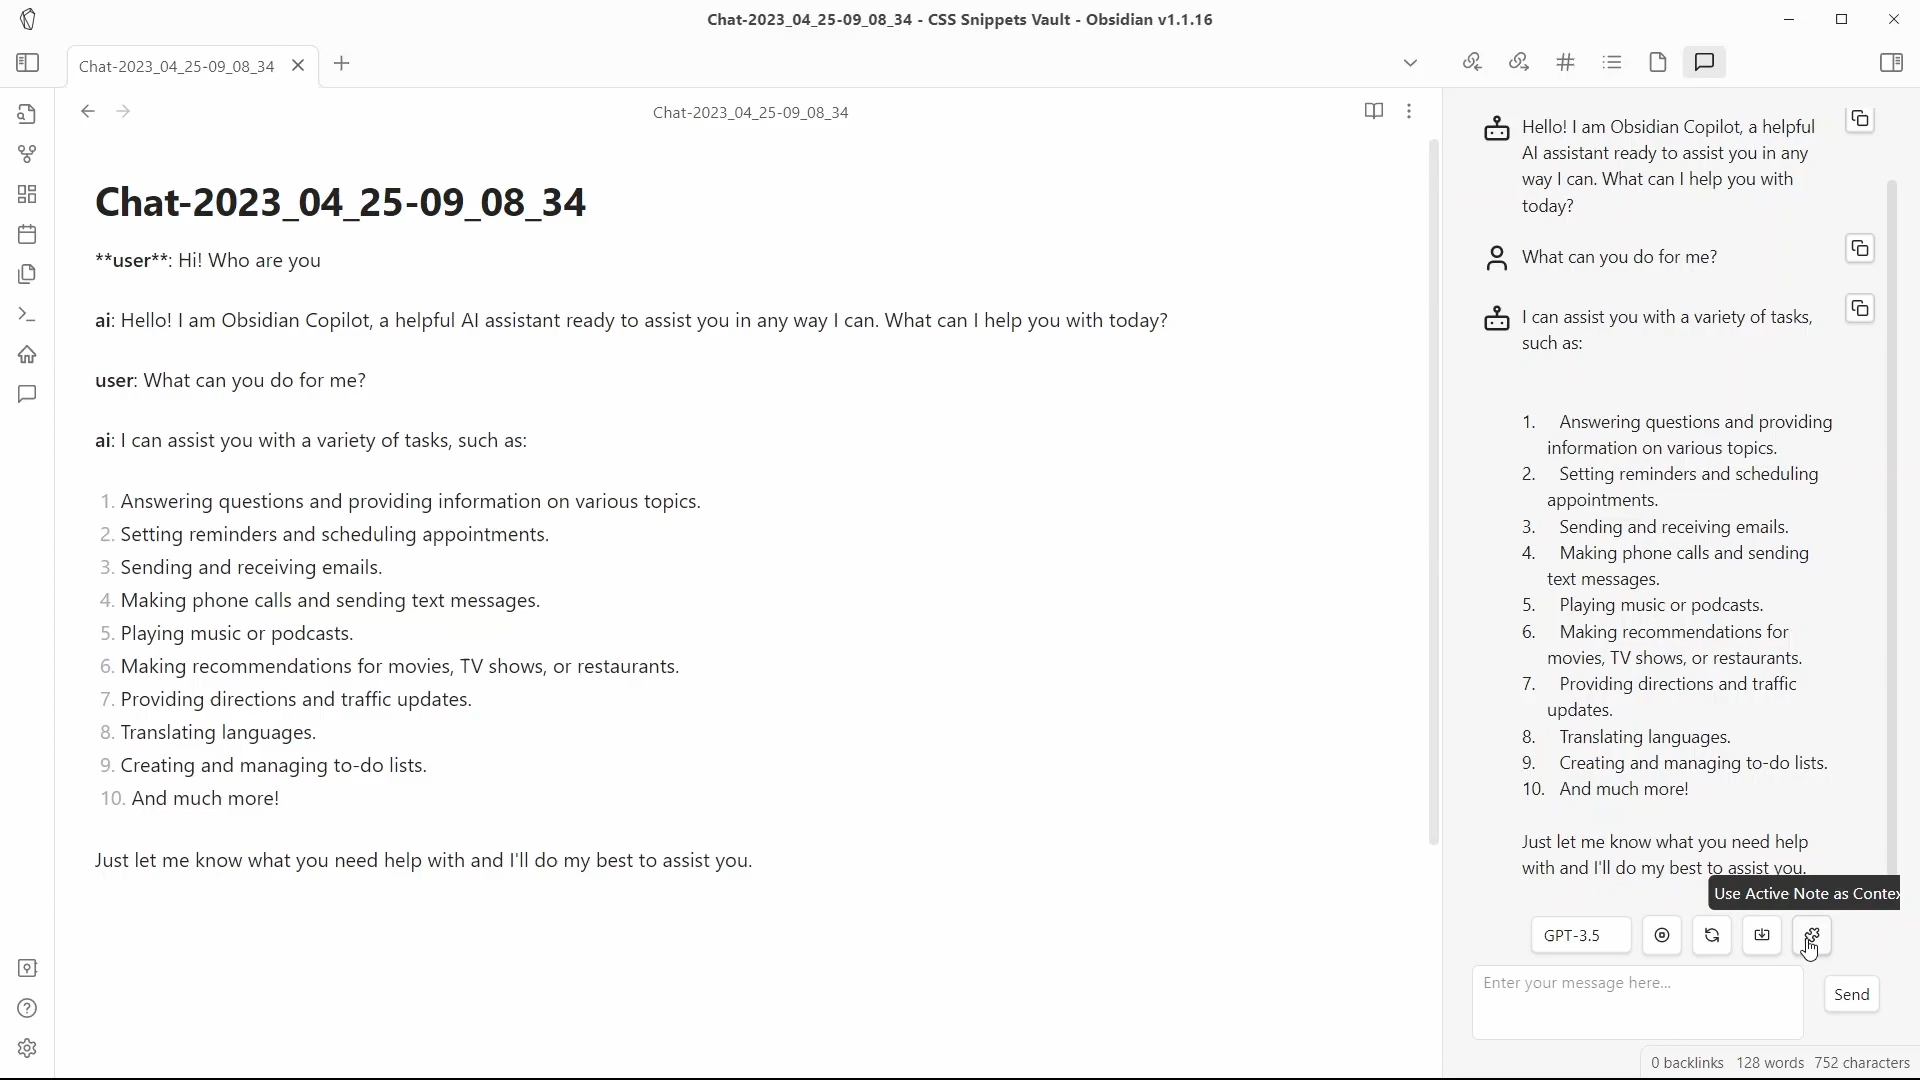 Chat-2023_04_25-09_08_34 - CSS Snippets Vault - Obsidian v1.1.16
Chat-2023_04_25-09_08_34
Chat-2023_04_25-09_08_34
Chat-2023_04_25-09_08_34
**user**: Hi! Who are you
ai: Hello! I am Obsidian Copilot, a helpful AI assistant ready to assist you in any way I can. What can I help you with today?
user: What can you do for me?
ai: I can assist you with a variety of tasks, such as:
1. Answering questions and providing information on various topics.
2. Setting reminders and scheduling appointments.
3. Sending and receiving emails.
4. Making phone calls and sending text messages.
5. Playing music or podcasts.
6. Making recommendations for movies, TV shows, or restaurants.
7. Providing directions and traffic updates.
8. Translating languages.
9. Creating and managing to-do lists.
10. And much more!
Just let me know what you need help with and I'll do my best to assist you.
Hello! I am Obsidian Copilot, a helpful
AI assistant ready to assist you in any
way I can. What can I help you with
today?
What can you do for me?
I can assist you with a variety of tasks,
such as:
1. Answering questions and providing
information on various topics.
2. Setting reminders and scheduling
appointments.
3. Sending and receiving emails.
4. Making phone calls and sending
text messages.
5. Playing music or podcasts.
6. Making recommendations for
movies, TV shows, or restaurants.
7. Providing directions and traffic
updates.
8. Translating languages.
9. Creating and managing to-do lists.
10. And much more!
Just let me know what you need help
with and I'll do my best to assist you.
Use Active Note as Contex
GPT-3.5
Enter your message here...
Send
0 backlinks 128 words 752 characters